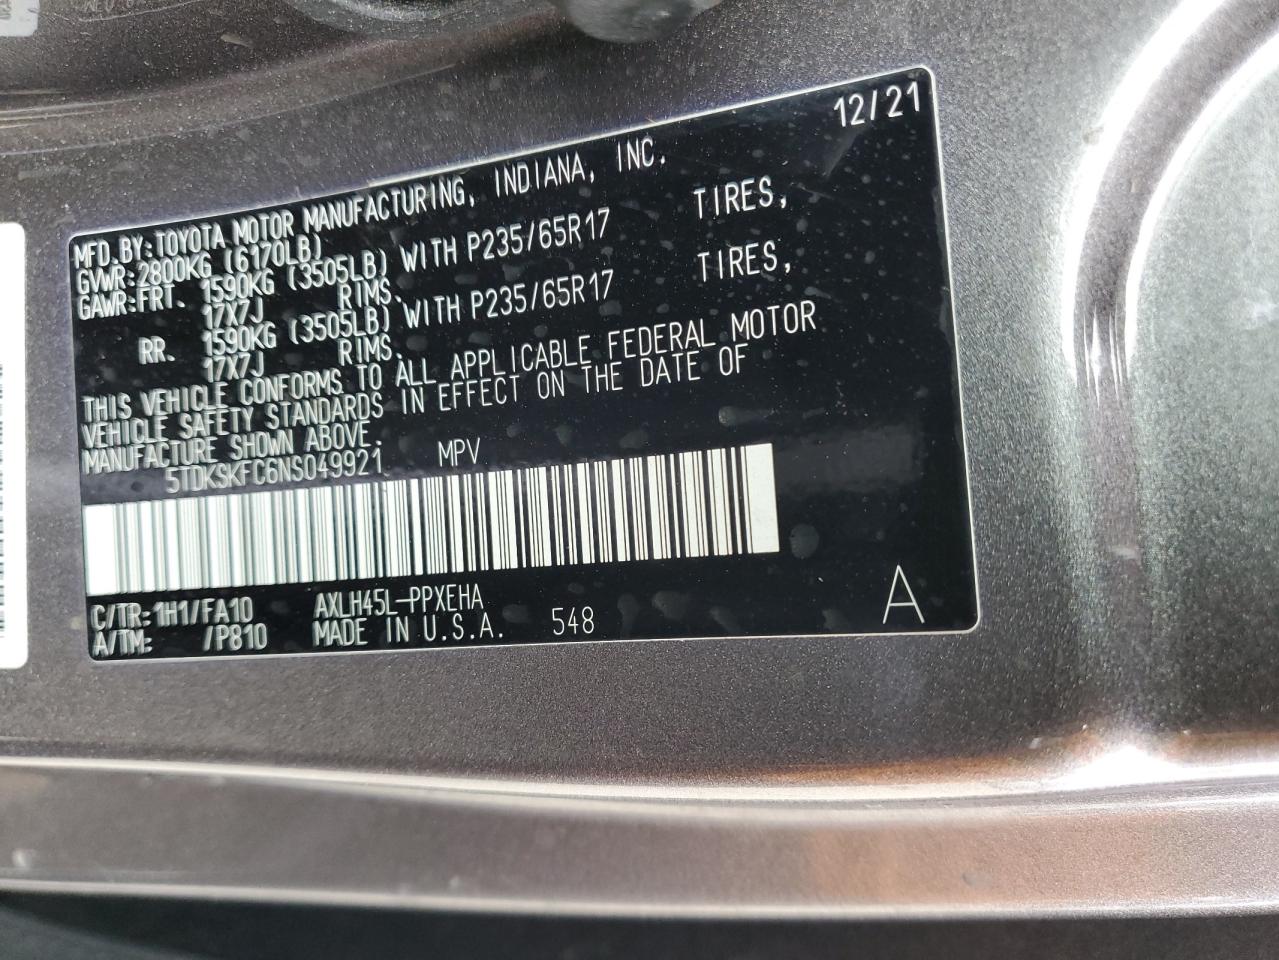 12/21
MFD.BY:TOYOTA MOTOR MANUFACTURING, INDIANA, INC.
GVWR:2800KG (6170LB)
GAWR:FRT. 1590KG (3505LB) WITH P235/65R17 TIRES,
17X7J RIMS.
RR. 1590KG (3505LB) WITH P235/65R17 TIRES,
17X7J RIMS.
THIS VEHICLE CONFORMS TO ALL APPLICABLE FEDERAL MOTOR
VEHICLE SAFETY STANDARDS IN EFFECT ON THE DATE OF
MANUFACTURE SHOWN ABOVE.
5TDKSKFC6NS049921 MPV
C/TR:1H1/FA10 AXLH45L-PPXEHA
A/TM: /P810 MADE IN U.S.A. 548 A